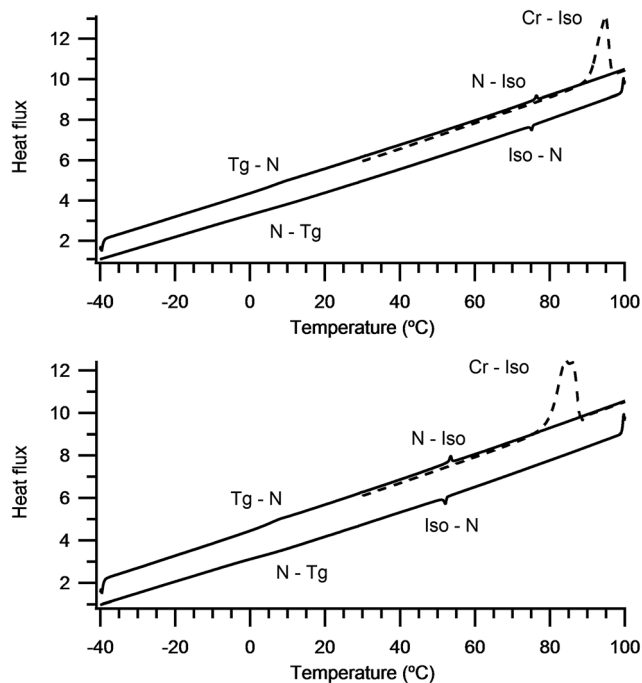 Cr - Iso
12
10
N - Iso
8
Heat flux
6
Tg - N
Iso - N
4
N - Tg
2
-40 -20 0 20 40 60 80 100
Temperature (ºC)
12
Cr - Iso
10
N - Iso
8
Heat flux
6
Tg - N
Iso - N
4
N - Tg
2
-40 -20 0 20 40 60 80 100
Temperature (ºC)